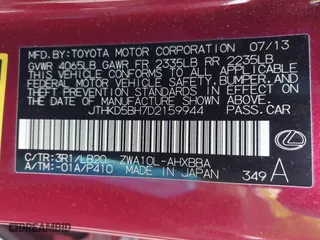 MFD.BY:TOYOTA MOTOR CORPORATION 07/13
GVWR 4065LB GAWR FR 2335LB RR 2235LB
THIS VEHICLE CONFORMS TO ALL APPLICABLE
FEDERAL MOTOR VEHICLE SAFETY, BUMPER, AND
THEFT PREVENTION STANDARDS IN EFFECT ON
THE DATE OF MANUFACTURE SHOWN ABOVE.
JTHKD5BH7D2159944 PASS.CAR
C/TR: 3R1/LB20 ZWA10L-AHXBBA
A/TM: -01A/P410 MADE IN JAPAN 349 A
DREAMBID